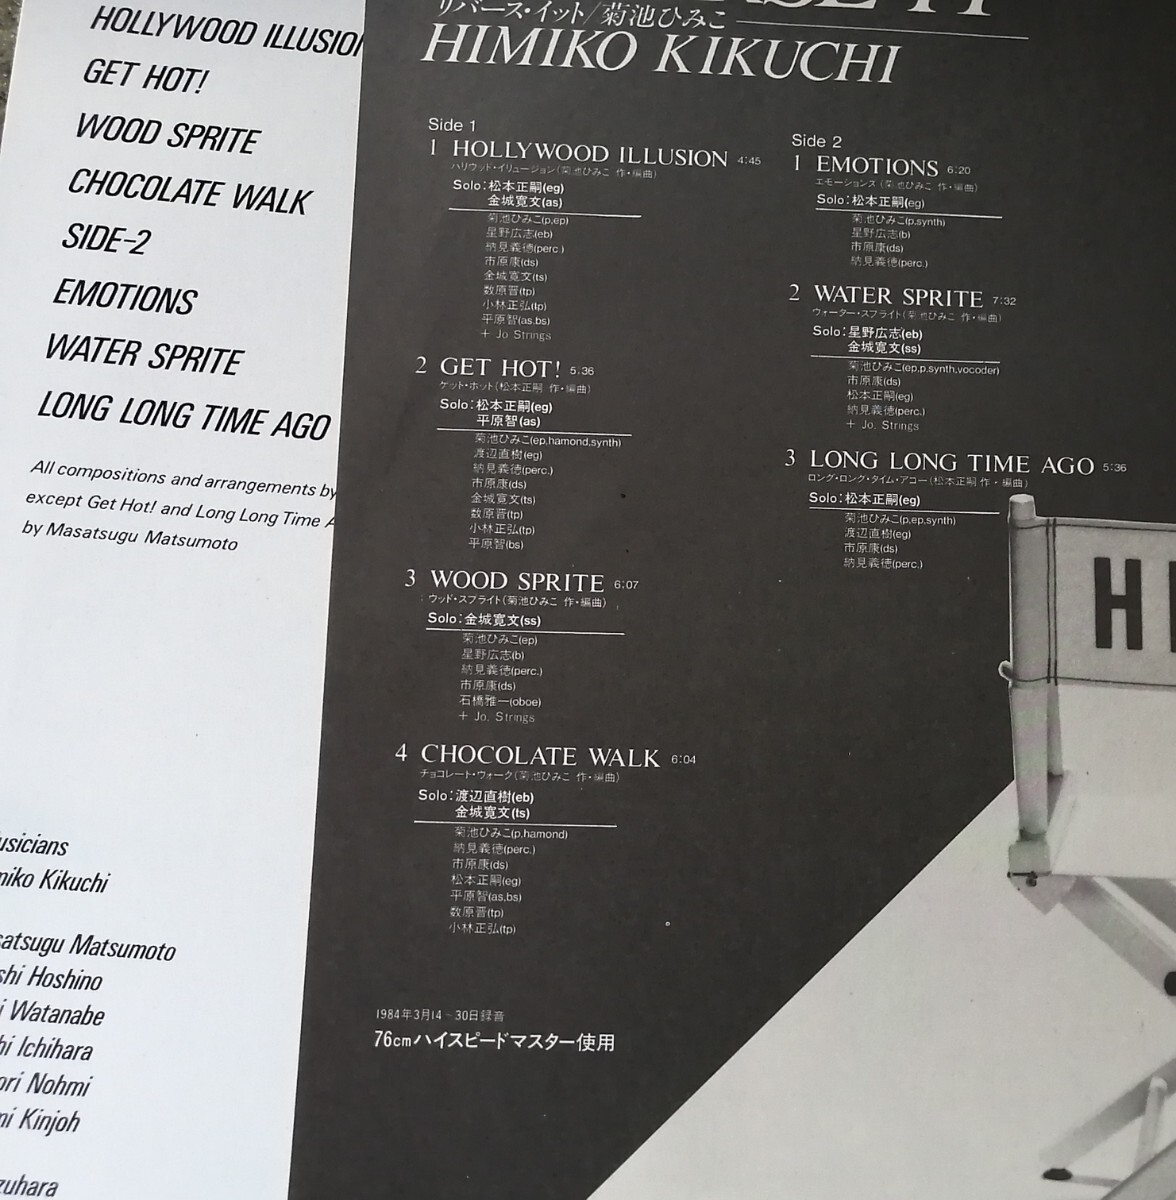 HOLLYWOOD ILLUSION
GET HOT!
WOOD SPRITE
CHOCOLATE WALK
SIDE-2
EMOTIONS
WATER SPRITE
LONG LONG TIME AGO
All compositions and arrangements by
except Get Hot! and Long Long Time
by Masatsugu Matsumoto
Kikuchi
Matsumoto
Hoshino
Watanabe
Ichihara
Nohmi
Kinjoh
リバース・イット/菊池ひみこ
HIMIKO KIKUCHI
Side 1
1 HOLLYWOOD ILLUSION 4:45
ハリウッド・イリュージョン(菊池ひみこ 作・編曲)
Solo:松本正嗣(eg)
金城寛文(as)
菊池ひみこ(p,ep)
星野広志(eb)
納見義徳(perc.)
市原康(ds)
金城寛文(ts)
数原晋(tp)
小林正弘(tp)
平原智(as.bs)
+ Jo Strings
2 GET HOT! 5:36
ゲット・ホット(松本正嗣 作・編曲)
Solo:松本正嗣(eg)
平原智(as)
菊池ひみこ(ep,hamond,synth)
渡辺直樹(eg)
納見義徳(perc.)
市原康(ds)
金城寛文(ts)
数原晋(tp)
小林正弘(tp)
平原智(bs)
3 WOOD SPRITE 6:07
ウッド・スプライト(菊池ひみこ 作・編曲)
Solo:金城寛文(ss)
菊池ひみこ(ep)
星野広志(b)
納見義徳(perc.)
市原康(ds)
石橋雅一(oboe)
+ Jo. Strings
4 CHOCOLATE WALK 6:04
チョコレート・ウォーク(菊池ひみこ 作・編曲)
Solo:渡辺直樹(eb)
金城寛文(ts)
菊池ひみこ(p,hamond)
納見義徳(perc.)
市原康(ds)
松本正嗣(eg)
平原智(as,bs)
数原晋(tp)
小林正弘(tp)
1984年3月14~30日録音
76cmハイスピードマスター使用
Side 2
1 EMOTIONS 6:20
エモーションス(菊池ひみこ 作・編曲)
Solo:松本正嗣(eg)
菊池ひみこ(p,synth)
星野広志(b)
市原康(ds)
納見義徳(perc.)
2 WATER SPRITE 7:32
ウォーター・スプライト(菊池ひみこ 作・編曲)
Solo:星野広志(eb)
金城寛文(ss)
菊池ひみこ(ep,p,synth,vocoder)
市原康(ds)
松本正嗣(eg)
納見義徳(perc.)
+ Jo. Strings
3 LONG LONG TIME AGO 5:36
ロング・ロング・タイム・アゴー(松本正嗣 作・編曲)
Solo:松本正嗣(eg)
菊池ひみこ(p,ep,synth)
渡辺直樹(eg)
市原康(ds)
納見義徳(perc.)
H